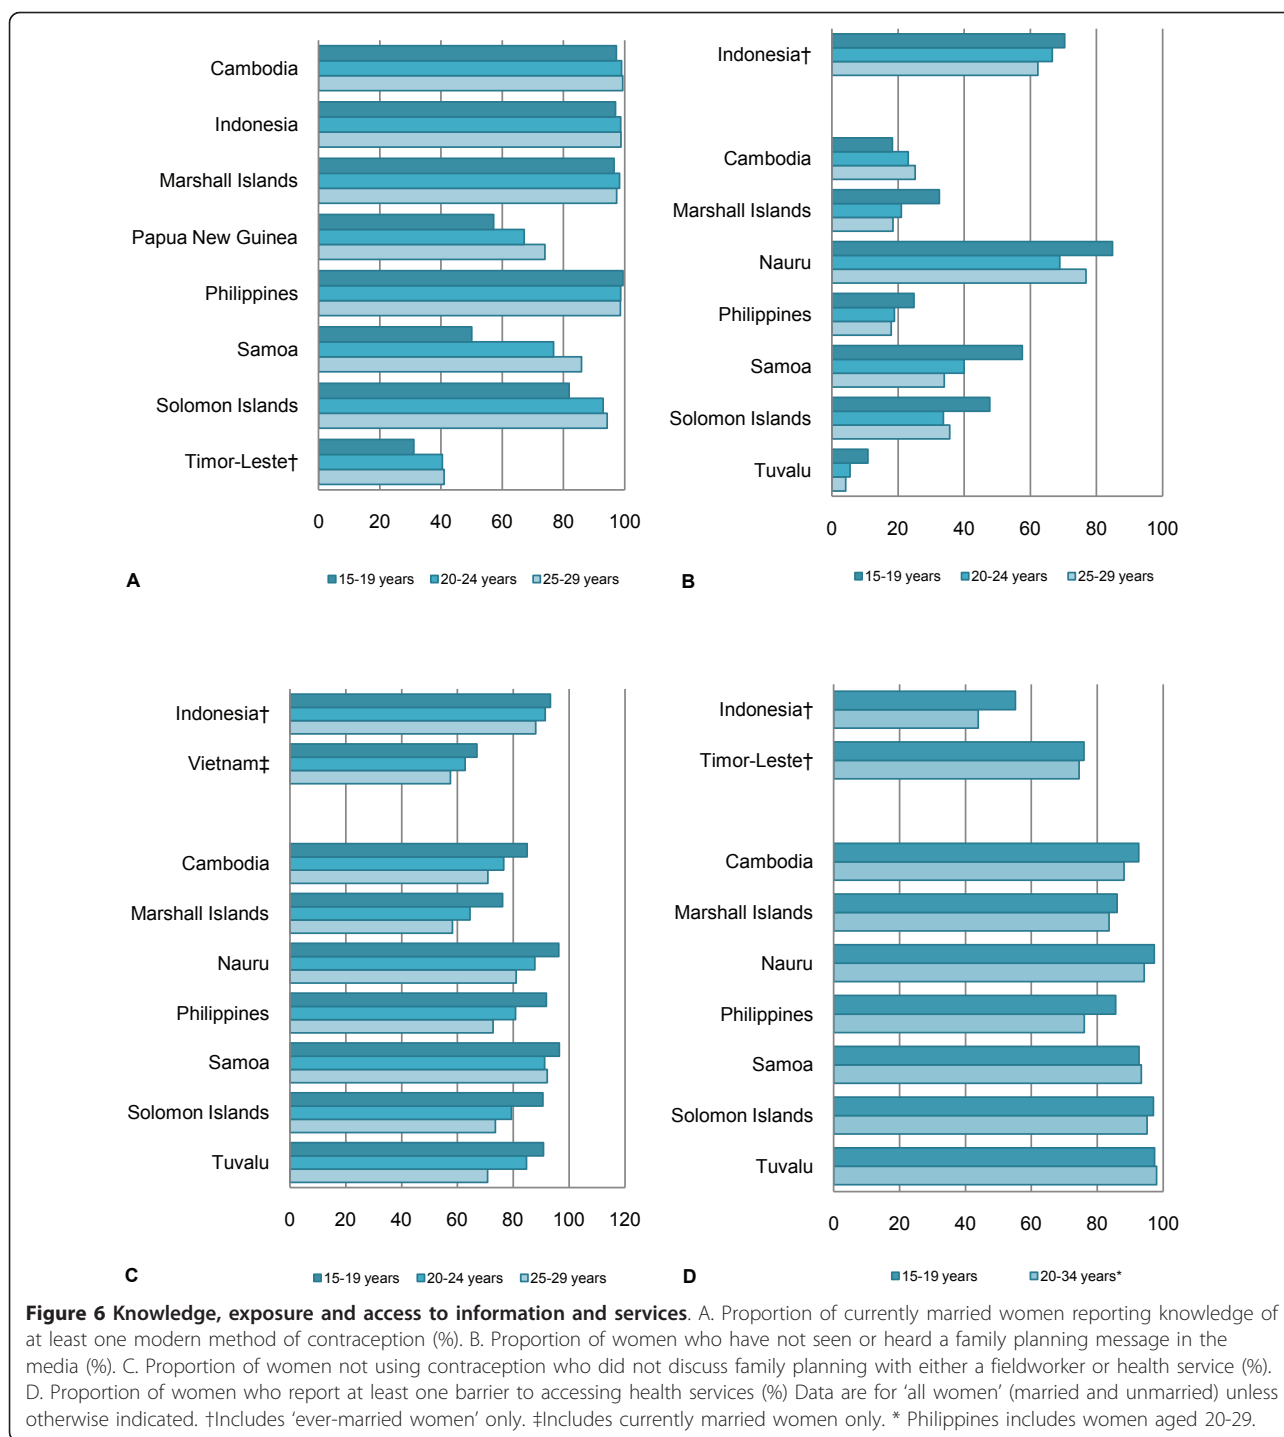 Cambodia
Indonesia
Marshall Islands
Papua New Guinea
Philippines
Samoa
Solomon Islands
Timor-Leste†
0 20 40 60 80 100
A
15-19 years 20-24 years 25-29 years
Indonesia†
Cambodia
Marshall Islands
Nauru
Philippines
Samoa
Solomon Islands
Tuvalu
0 20 40 60 80 100
B
15-19 years 20-24 years 25-29 years
Indonesia†
Vietnam‡
Cambodia
Marshall Islands
Nauru
Philippines
Samoa
Solomon Islands
Tuvalu
0 20 40 60 80 100 120
C
15-19 years 20-24 years 25-29 years
Indonesia†
Timor-Leste†
Cambodia
Marshall Islands
Nauru
Philippines
Samoa
Solomon Islands
Tuvalu
0 20 40 60 80 100
D
15-19 years 20-34 years*
Figure 6 Knowledge, exposure and access to information and services. A. Proportion of currently married women reporting knowledge of
at least one modern method of contraception (%). B. Proportion of women who have not seen or heard a family planning message in the
media (%). C. Proportion of women not using contraception who did not discuss family planning with either a fieldworker or health service (%).
D. Proportion of women who report at least one barrier to accessing health services (%) Data are for ‘all women’ (married and unmarried) unless
otherwise indicated. †Includes ‘ever-married women’ only. ‡Includes currently married women only. * Philippines includes women aged 20-29.